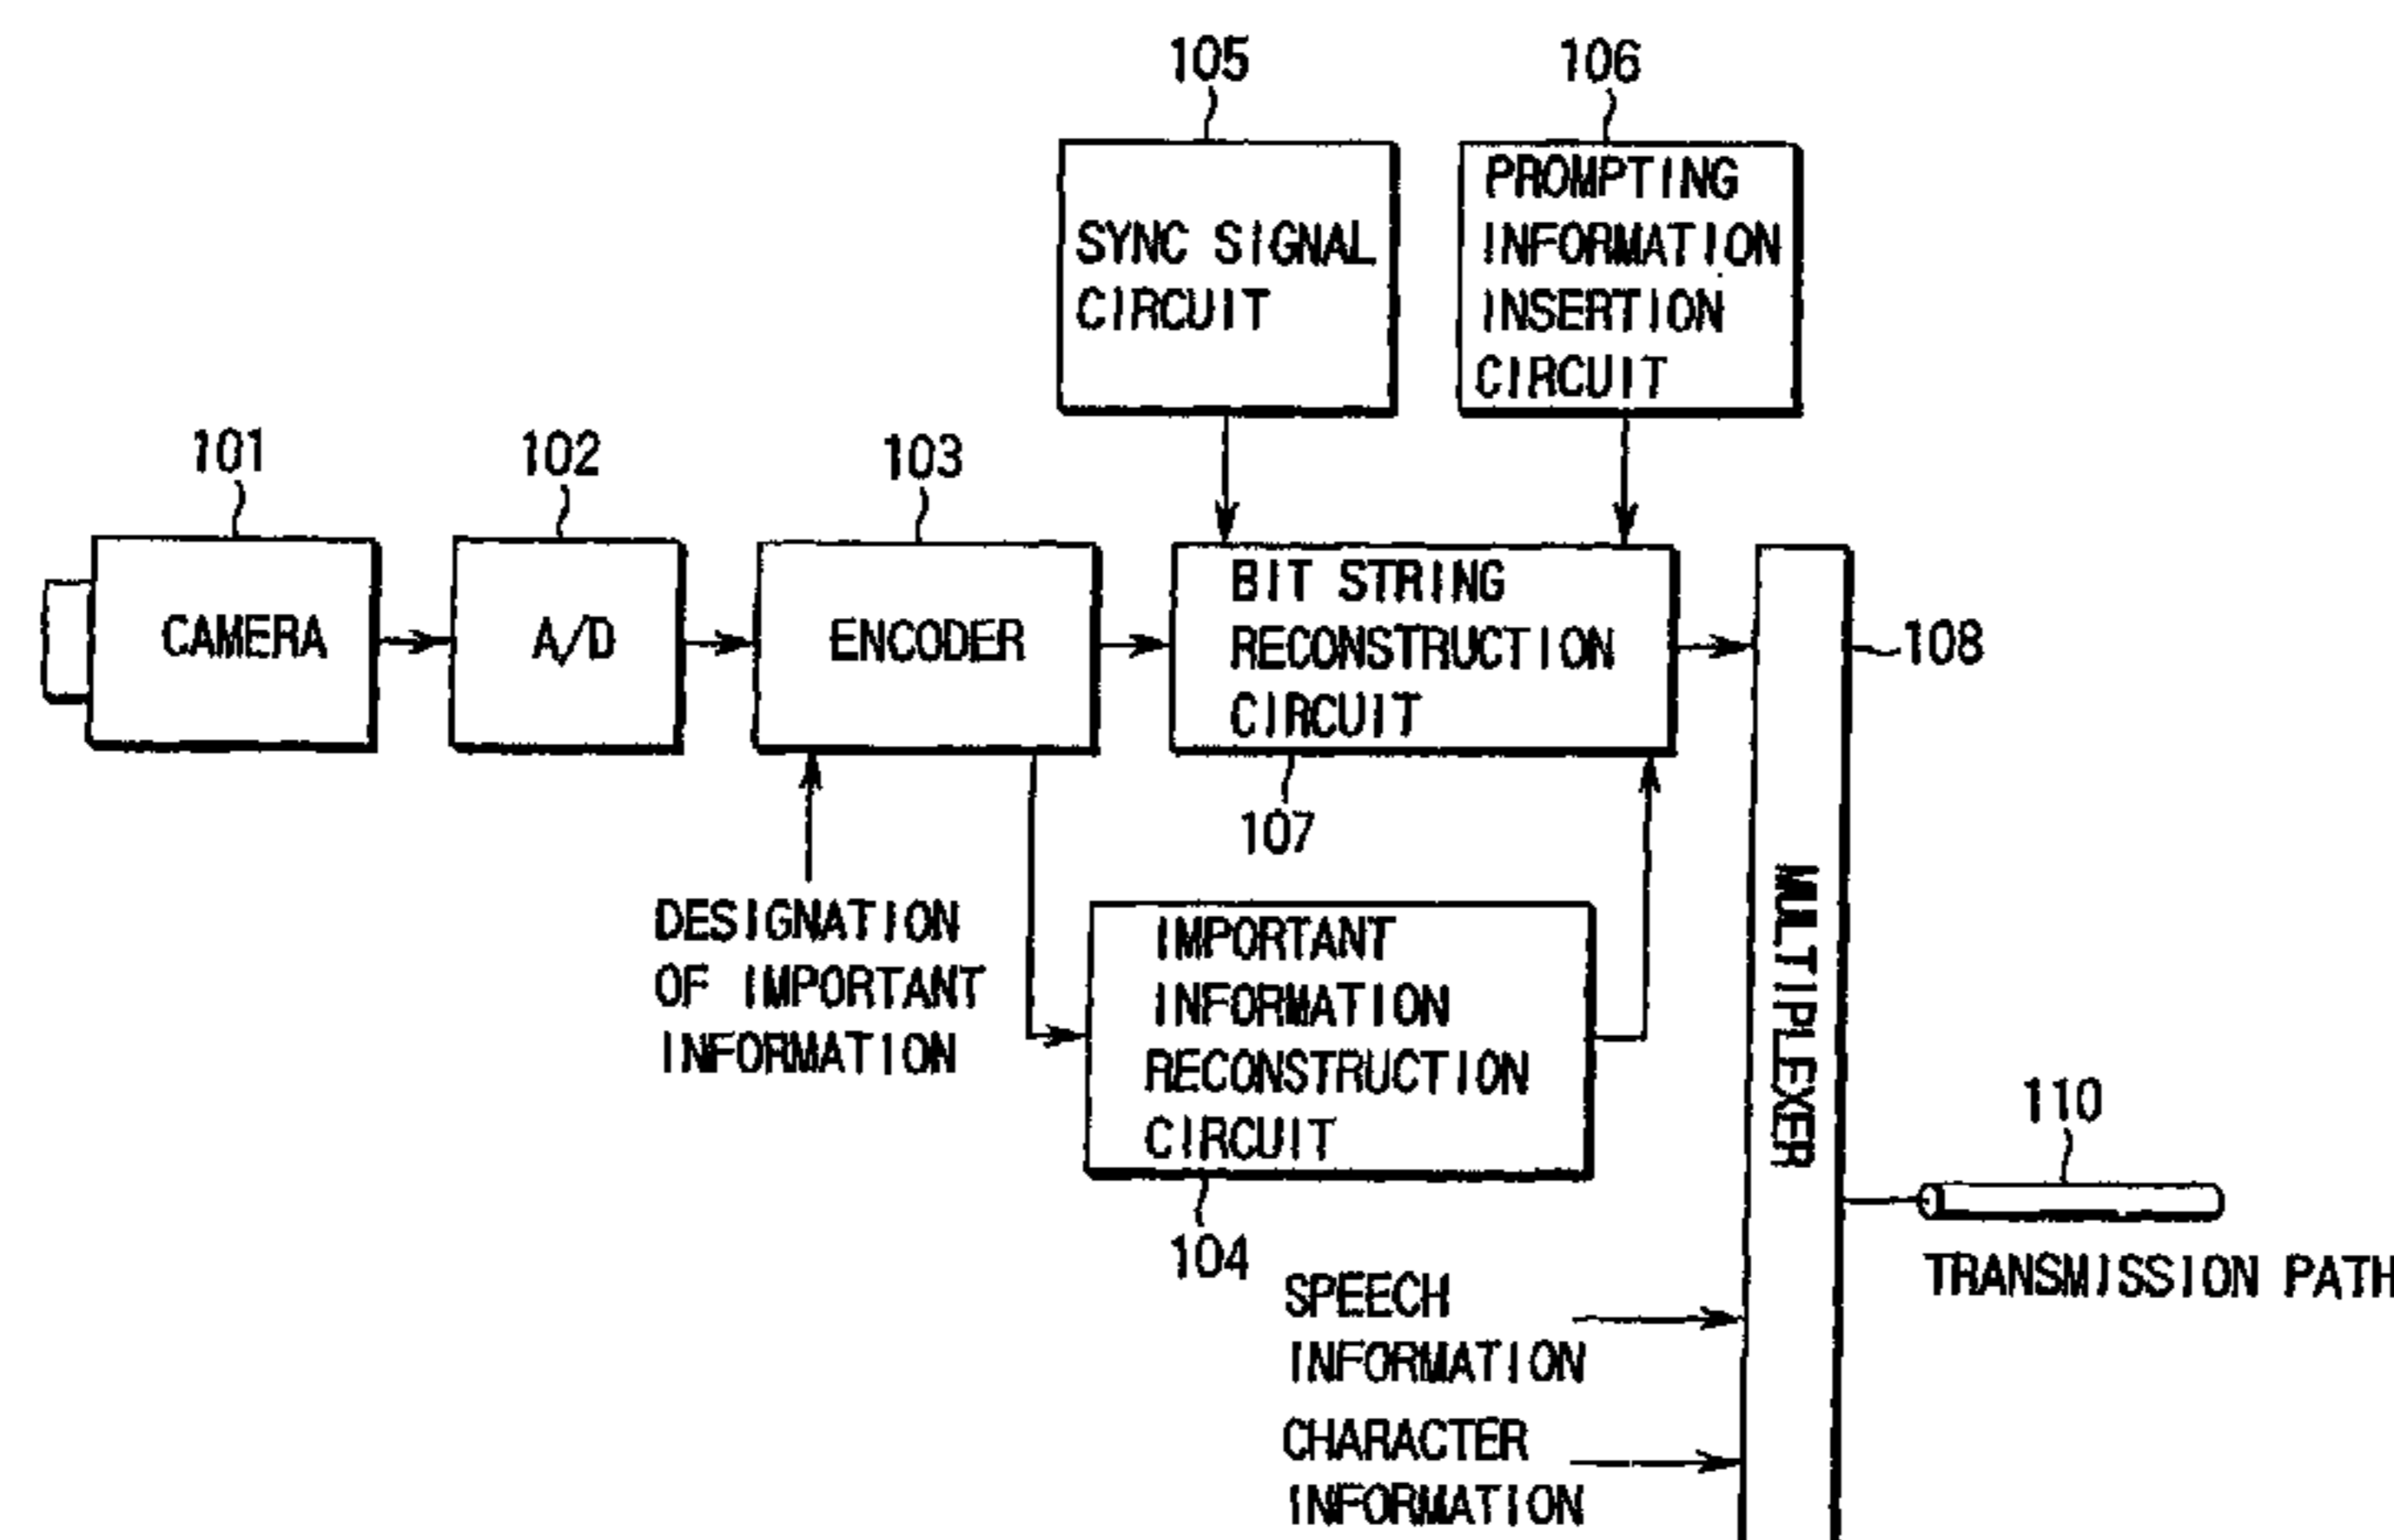 105
106
SYNC SIGNAL
CIRCUIT
PROMPTING
INFORMATION
INSERTION
CIRCUIT
101
102
103
CAMERA
A/D
ENCODER
BIT STRING
RECONSTRUCTION
CIRCUIT
108
107
DESIGNATION
OF IMPORTANT
INFORMATION
IMPORTANT
INFORMATION
RECONSTRUCTION
CIRCUIT
104
MULTIPLEXER
110
TRANSMISSION PATH
SPEECH
INFORMATION
CHARACTER
INFORMATION